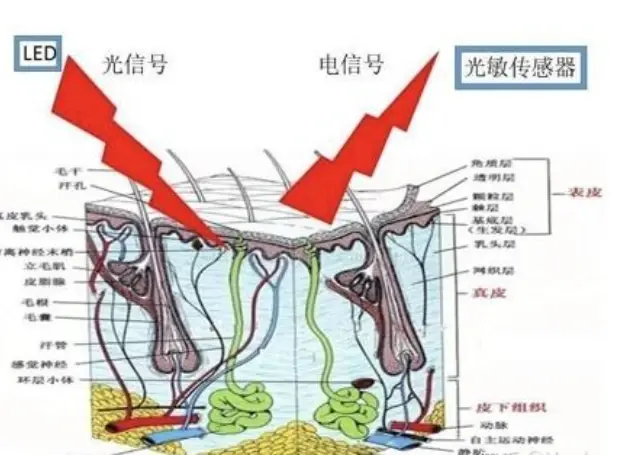 LED
光信号
电信号
光敏传感器
毛干
汗孔
真皮乳头
触觉小体
游离神经末梢
立毛肌
皮脂腺
毛根
毛囊
汗管
感觉神经
环层小体
角质层
透明层
颗粒层
棘层
基底层
(生发层)
表皮
乳头层
网织层
真皮
皮下组织
动脉
自主运动神经
静脉